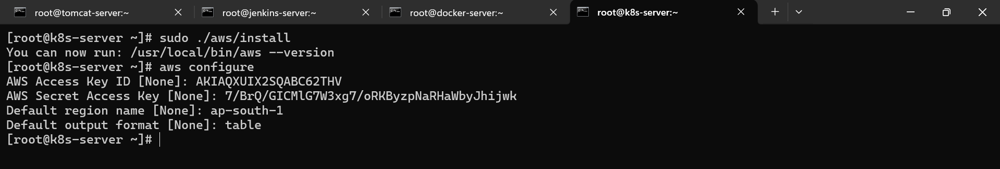 root@tomcat-server:~ root@jenkins-server:~ root@docker-server:~ root@k8s-server:~
[root@k8s-server ~]# sudo ./aws/install
You can now run: /usr/local/bin/aws --version
[root@k8s-server ~]# aws configure
AWS Access Key ID [None]: AKIAQXUIX2SQABC62THV
AWS Secret Access Key [None]: 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
Default region name [None]: ap-south-1
Default output format [None]: table
[root@k8s-server ~]#